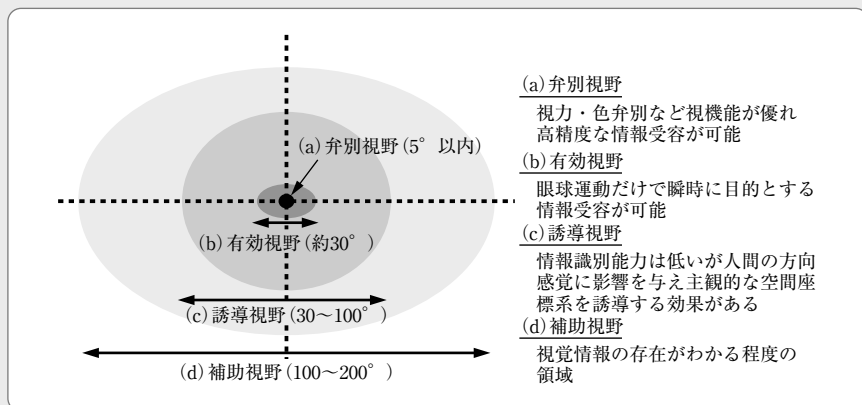 (a)弁別視野(5°以内)
(b)有効視野(約30°)
(c)誘導視野(30〜100°)
(d)補助視野(100〜200°)
(a)弁別視野
視力・色弁別など視機能が優れ
高精度な情報受容が可能
(b)有効視野
眼球運動だけで瞬時に目的とする
情報受容が可能
(c)誘導視野
情報識別能力は低いが人間の方向
感覚に影響を与え主観的な空間座
標系を誘導する効果がある
(d)補助視野
視覚情報の存在がわかる程度の
領域